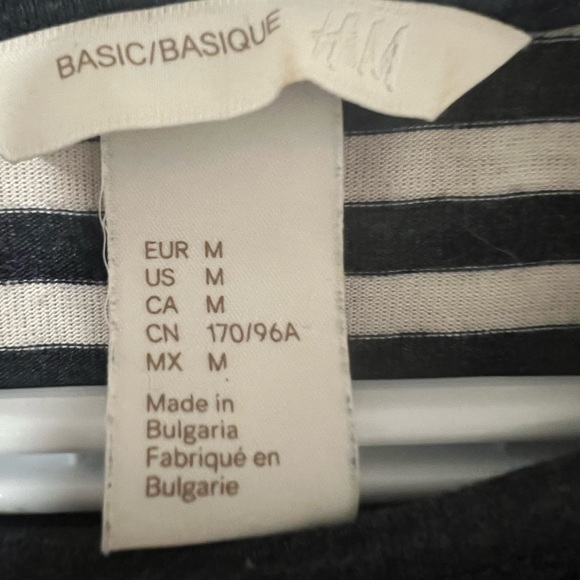 BASIC/BASIQUE H&M
EUR M
US M
CA M
CN 170/96A
MX M
Made in
Bulgaria
Fabriqué en
Bulgarie